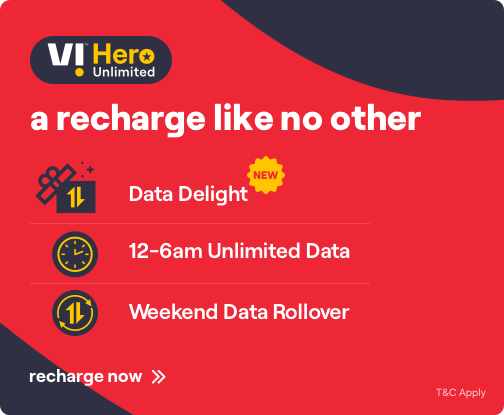 VI™ Hero
Unlimited
a recharge like no other
NEW
Data Delight
12-6am Unlimited Data
Weekend Data Rollover
recharge now
T&C Apply